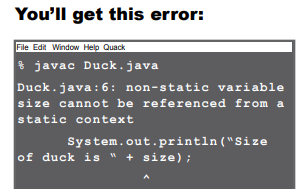 You’ll get this error:
File Edit Window Help Quack
% javac Duck.java
Duck.java:6: non-static variable
size cannot be referenced from a
static context
System.out.println(“Size
of duck is “ + size);
^